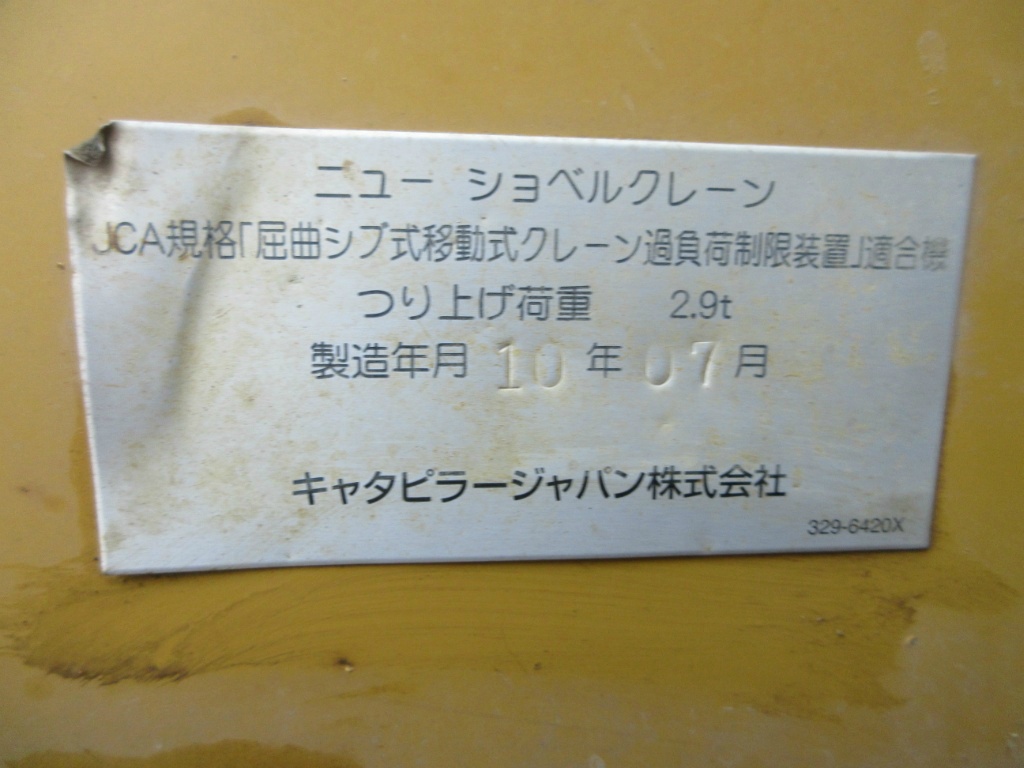 ニュー ショベルクレーン
JCA規格「屈曲ジブ式移動式クレーン過負荷制限装置」適合機
つり上げ荷重 2.9t
製造年月 10 年 07 月
キャタピラージャパン株式会社
329-6420X